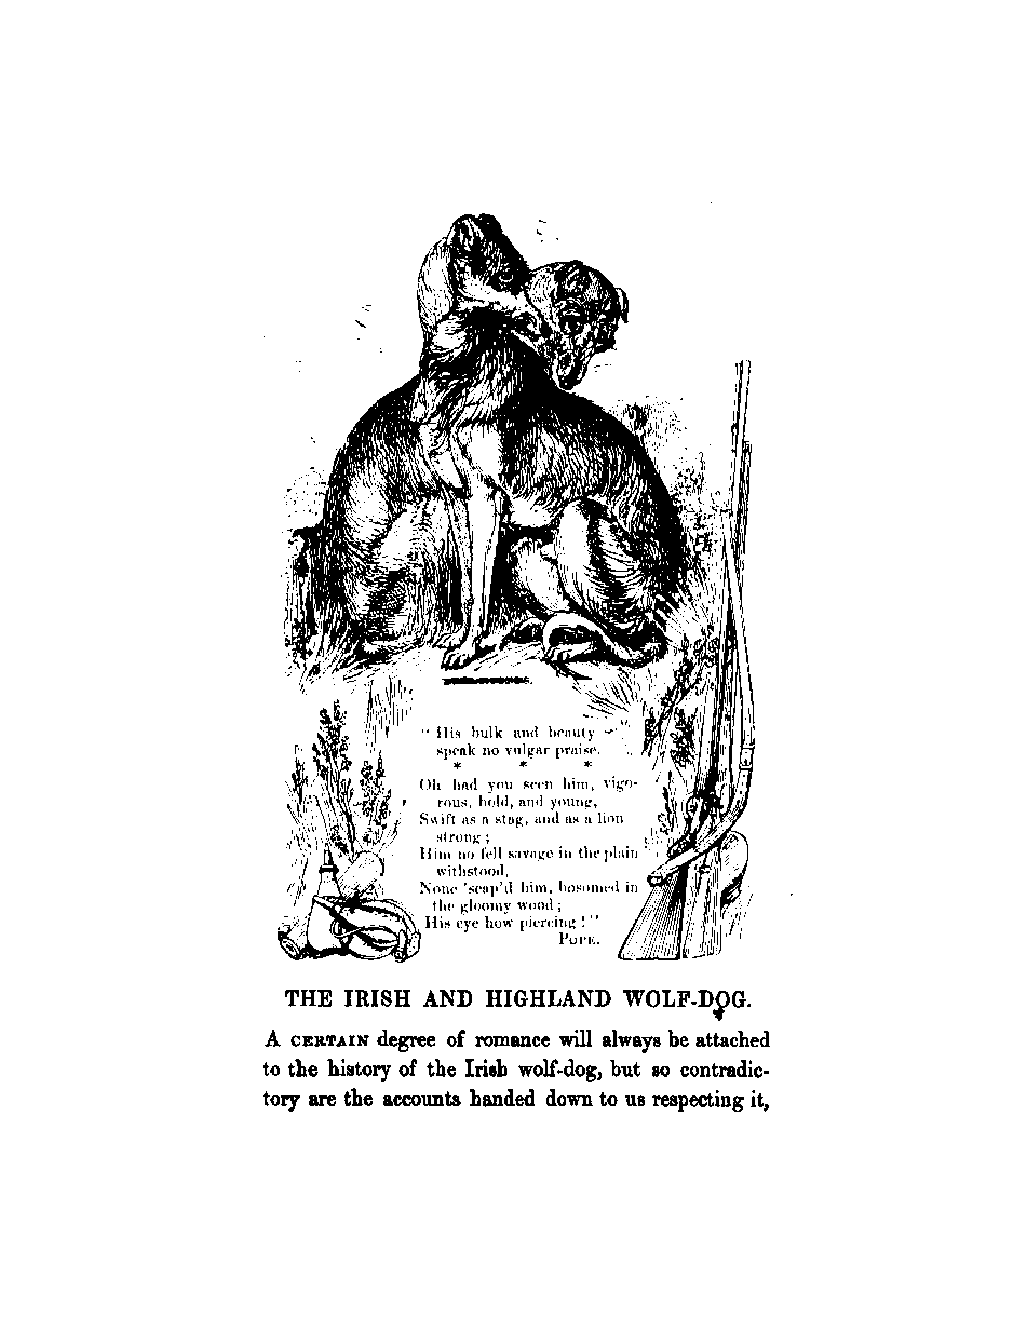 "His bulk and beauty
speak no vulgar praise.
* * *
Oh had you seen him, vigo-
rous, bold, and young,
Swift as a stag, and as a lion
strong;
Him no fell savage in the plain
withstood,
None 'scap'd him, bosomed in
the gloomy wood;
His eye how piercing!"
POPE.
THE IRISH AND HIGHLAND WOLF-DOG.
A CERTAIN degree of romance will always be attached
to the history of the Irish wolf-dog, but so contradic-
tory are the accounts handed down to us respecting it,